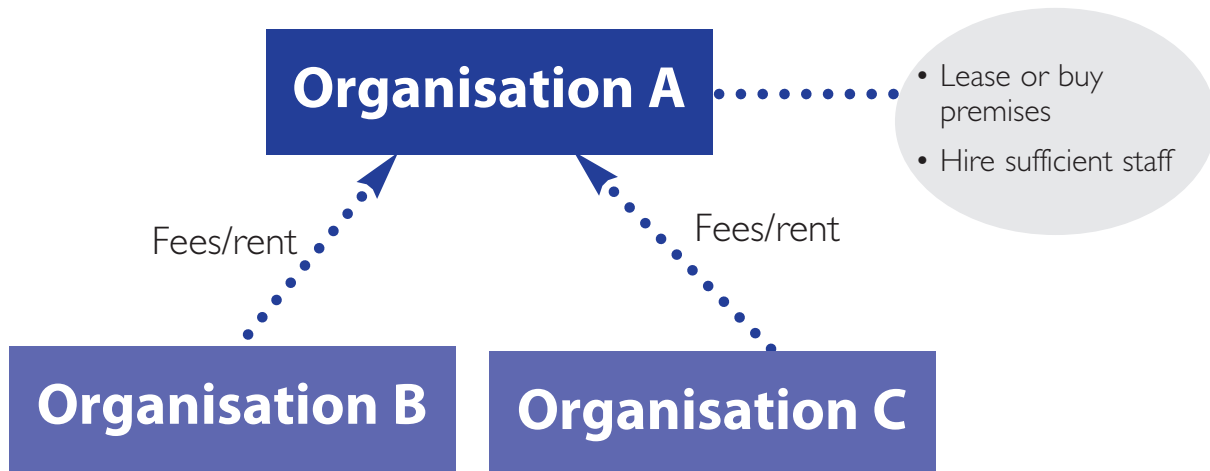 Organisation A
• Lease or buy
premises
• Hire sufficient staff
Fees/rent
Fees/rent
Organisation B
Organisation C